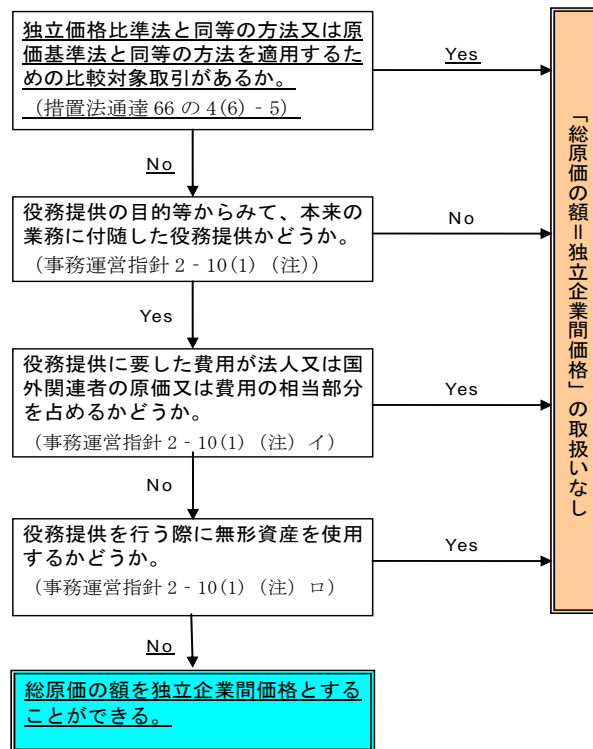 独立価格比準法と同等の方法又は原
価基準法と同等の方法を適用するた
めの比較対象取引があるか。
（措置法通達 66 の 4(6) - 5）
Yes
No
役務提供の目的等からみて、本来の
業務に付随した役務提供かどうか。
（事務運営指針 2 - 10(1)（注））
No
Yes
役務提供に要した費用が法人又は国
外関連者の原価又は費用の相当部分
を占めるかどうか。
（事務運営指針 2 - 10(1)（注）イ）
Yes
No
役務提供を行う際に無形資産を使用
するかどうか。
（事務運営指針 2 - 10(1)（注）ロ）
Yes
No
総原価の額を独立企業間価格とする
ことができる。
「総原価の額＝独立企業間価格」の取扱いなし